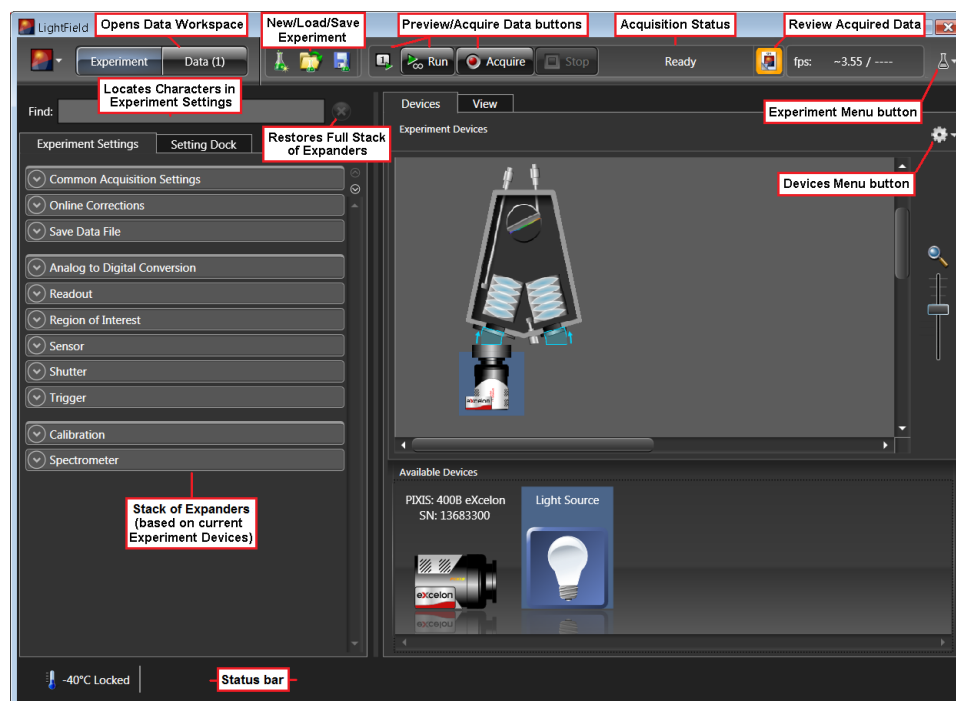 LightField
Opens Data Workspace
New/Load/Save
Experiment
Preview/Acquire Data buttons
Acquisition Status
Review Acquired Data
Experiment
Data (1)
Run
Acquire
Stop
Ready
fps:
~3.55 / ----
Locates Characters in
Experiment Settings
Find:
Restores Full Stack
of Expanders
Devices
View
Experiment Menu button
Experiment Settings
Setting Dock
Experiment Devices
Devices Menu button
Common Acquisition Settings
Online Corrections
Save Data File
Analog to Digital Conversion
Readout
Region of Interest
Sensor
Shutter
Trigger
Calibration
Spectrometer
Stack of Expanders
(based on current
Experiment Devices)
Available Devices
PIXIS: 400B eXcelon
SN: 13683300
Light Source
eXcelon
-40°C Locked
Status bar